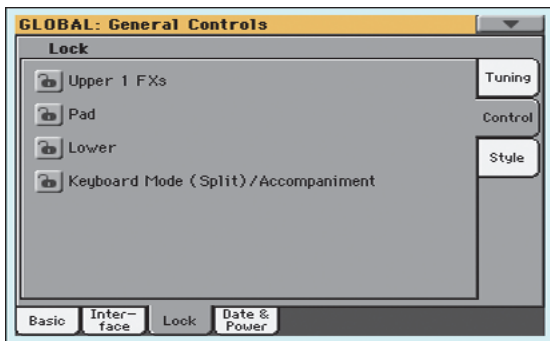 GLOBAL: General Controls
Lock
Upper 1 FXs
Pad
Lower
Keyboard Mode (Split)/Accompaniment
Tuning
Control
Style
Basic
Inter-
face
Lock
Date &
Power